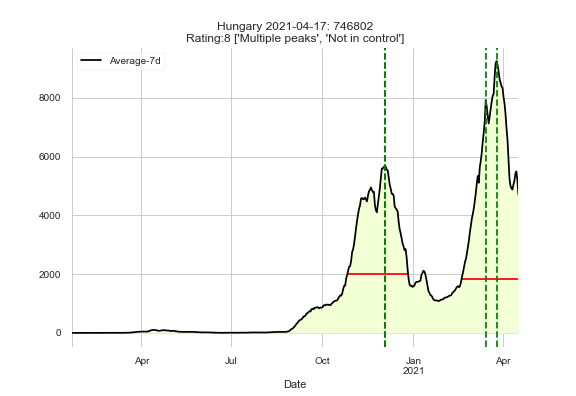 Hungary 2021-04-17: 746802
Rating:8 ['Multiple peaks', 'Not in control']
Average-7d
8000
6000
4000
2000
0
Apr
Jul
Oct
Jan
2021
Apr
Date